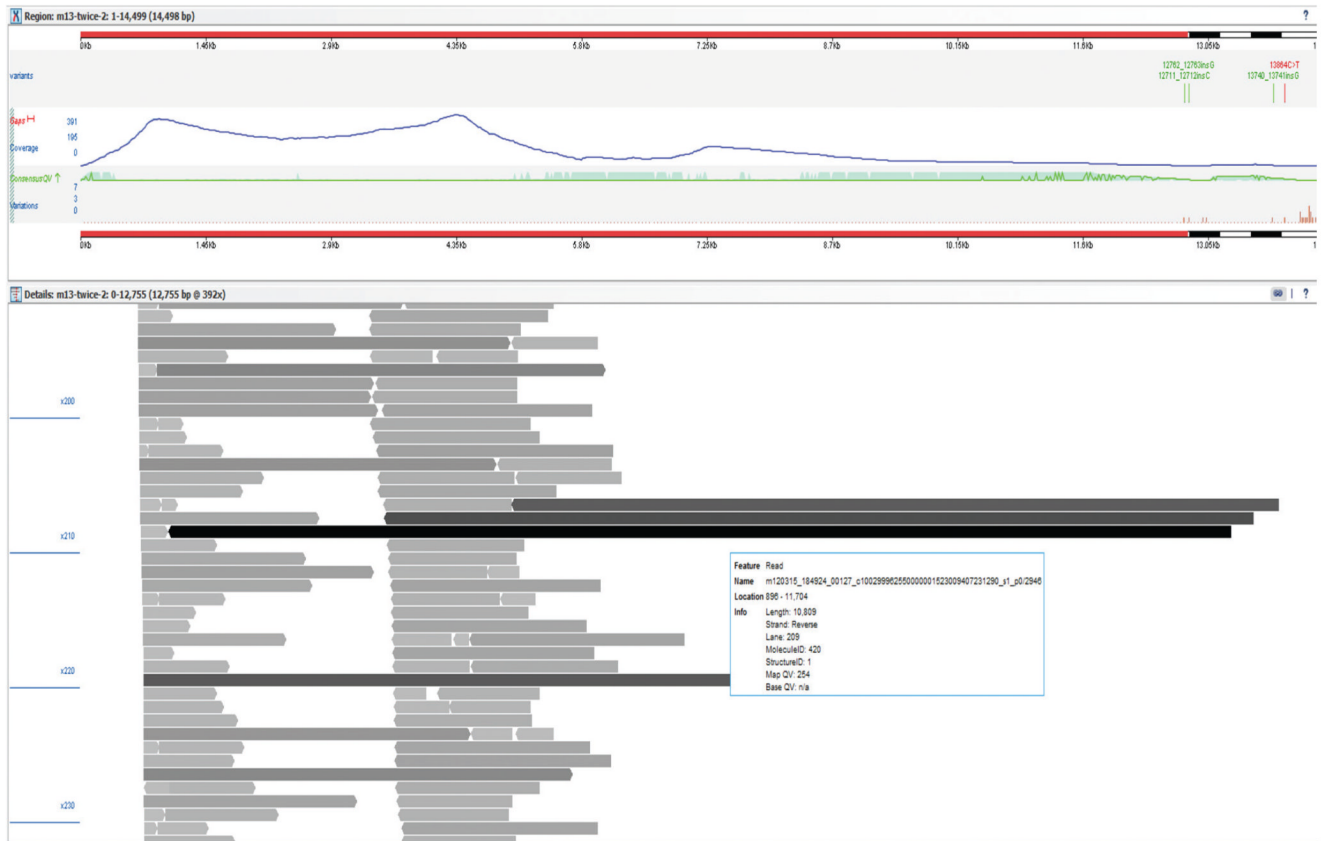 Region: m13-twice-2: 1-14,499 (14,498 bp) ?
0Kb 1.45Kb 2.9Kb 4.35Kb 5.8Kb 7.25Kb 8.7Kb 10.15Kb 11.6Kb 13.05Kb 1
variants
12762_12763insG 13864C>T
12711_12712insC 13740_13741insG
Gaps
391
Coverage 195
0
ConsensusQV ↑
7
3
Variations 0
0Kb 1.45Kb 2.9Kb 4.35Kb 5.8Kb 7.25Kb 8.7Kb 10.15Kb 11.6Kb 13.05Kb 1
Details: m13-twice-2: 0-12,755 (12,755 bp @ 392x) ?
x200
x210
Feature Read
Name
Location 896 - 11,704
Info Length: 10,809
Strand: Reverse
Lane: 209
MoleculeID: 420
StructureID: 1
Map QV: 254
Base QV: n/a
x220
x230